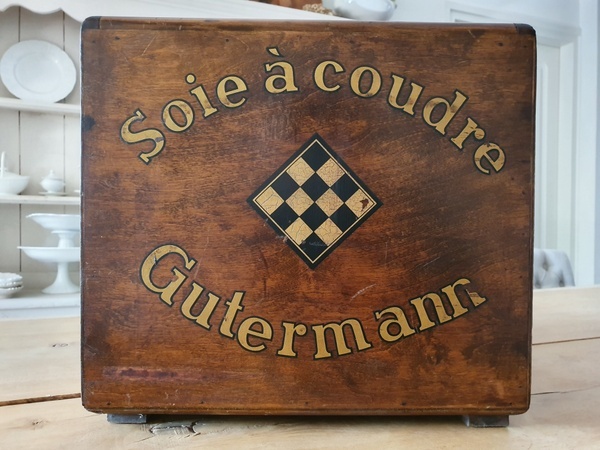 Soie à coudre
Gutermann